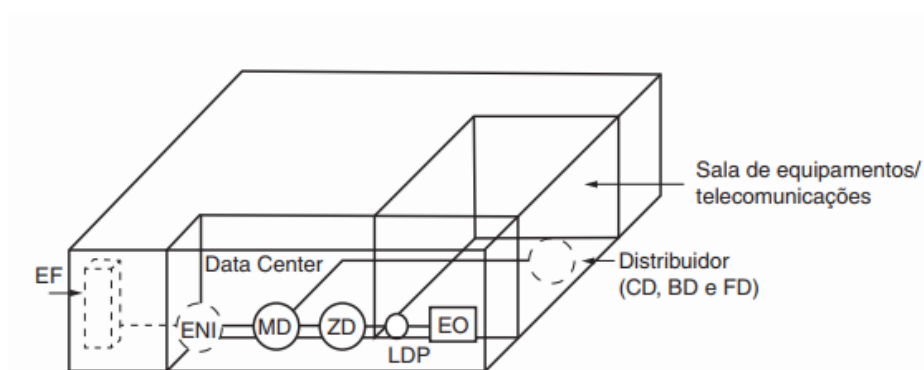 Sala de equipamentos/
telecomunicações
Data Center
Distribuidor
(CD, BD e FD)
EF
ENI
MD
ZD
EO
LDP